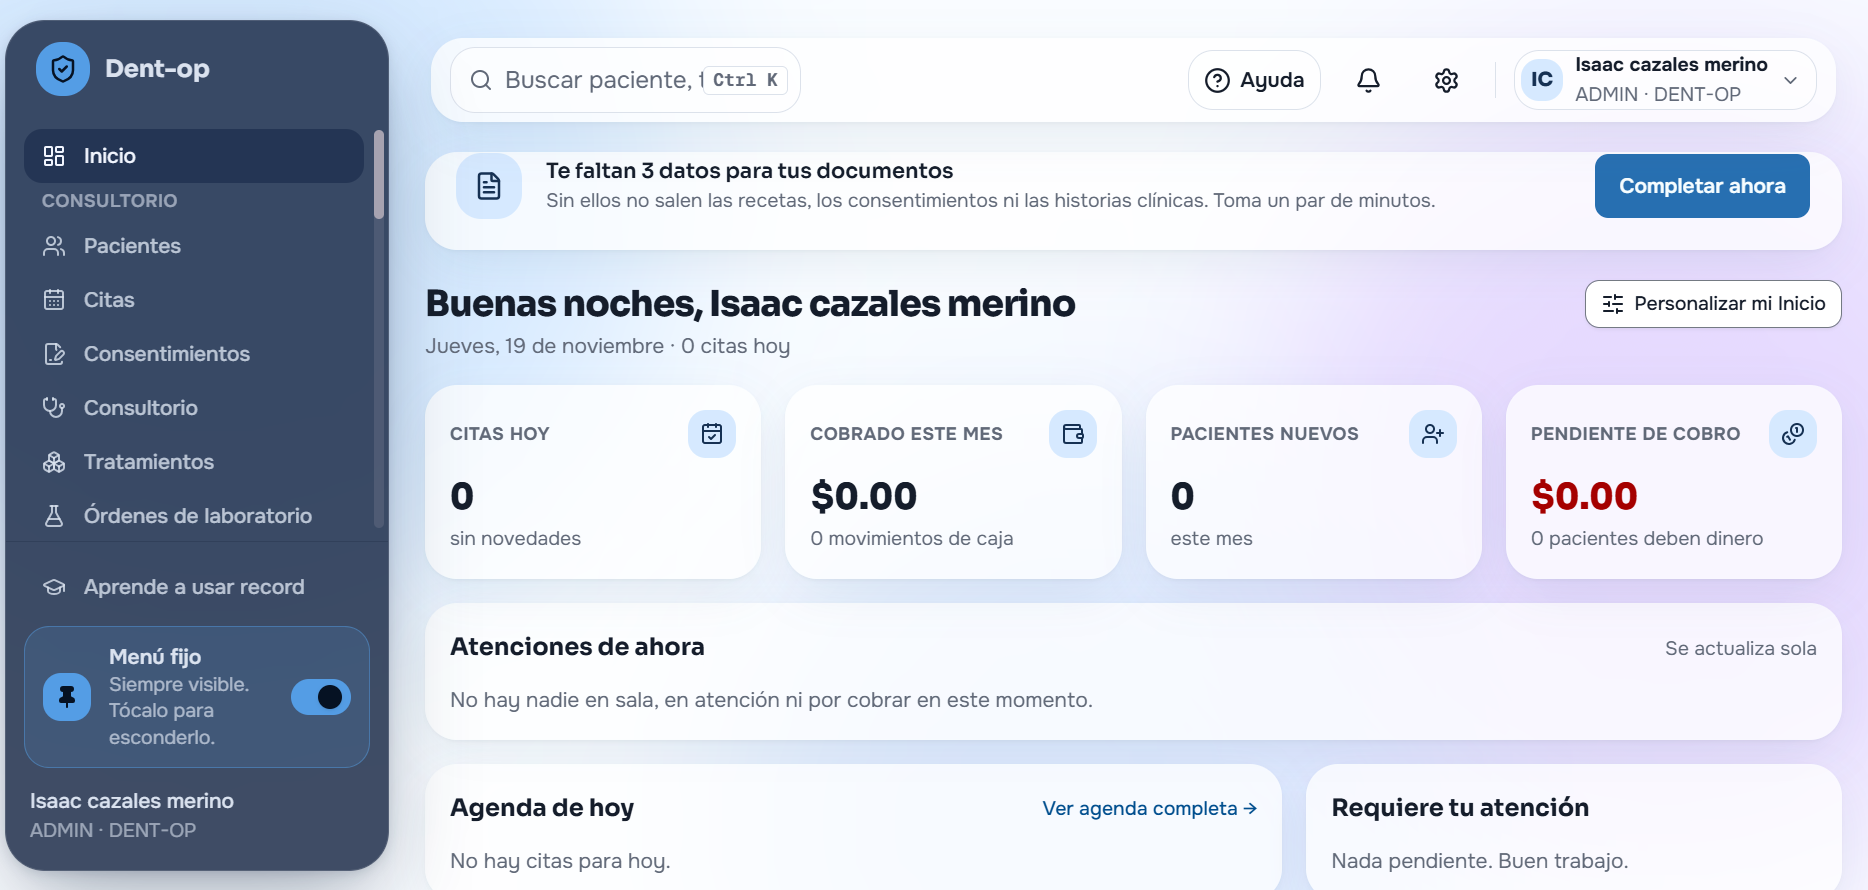 Dent-op
Inicio
CONSULTORIO
Pacientes
Citas
Consentimientos
Consultorio
Tratamientos
Órdenes de laboratorio
Aprende a usar record
Menú fijo
Siempre visible.
Tócalo para
esconderlo.
Isaac cazales merino
ADMIN · DENT-OP
Buscar paciente, Ctrl K
Ayuda
IC
Isaac cazales merino
ADMIN · DENT-OP
Te faltan 3 datos para tus documentos
Sin ellos no salen las recetas, los consentimientos ni las historias clínicas. Toma un par de minutos.
Completar ahora
Buenas noches, Isaac cazales merino
Jueves, 19 de noviembre · 0 citas hoy
Personalizar mi Inicio
CITAS HOY
0
sin novedades
COBRADO ESTE MES
$0.00
0 movimientos de caja
PACIENTES NUEVOS
0
este mes
PENDIENTE DE COBRO
$0.00
0 pacientes deben dinero
Atenciones de ahora
Se actualiza sola
No hay nadie en sala, en atención ni por cobrar en este momento.
Agenda de hoy
Ver agenda completa →
No hay citas para hoy.
Requiere tu atención
Nada pendiente. Buen trabajo.